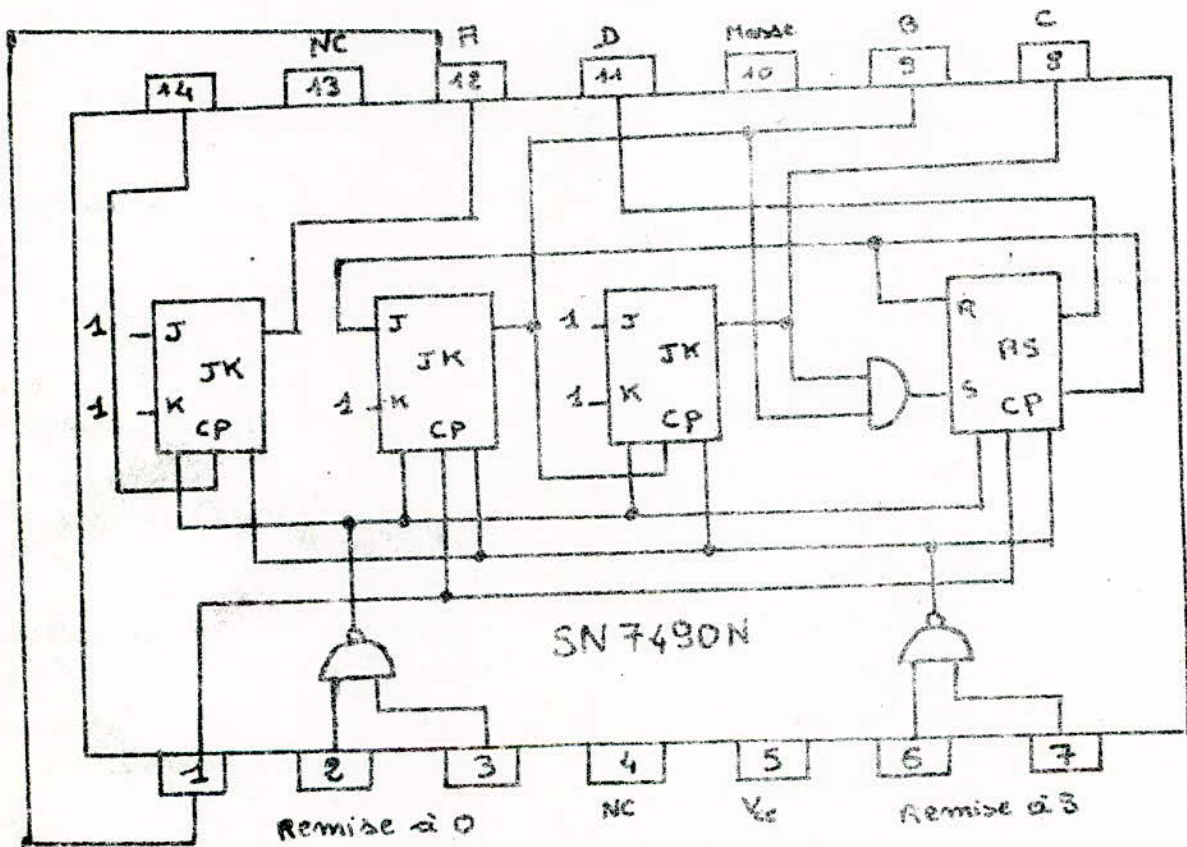 NC A D Masse B C
14 13 12 11 10 9 8
1 J JK K CP 1
J JK 1 K CP
1 J JK 1 K CP
R RS S CP
SN7490N
1 2 3 4 5 6 7
Remise à 0 NC Vcc Remise à 9